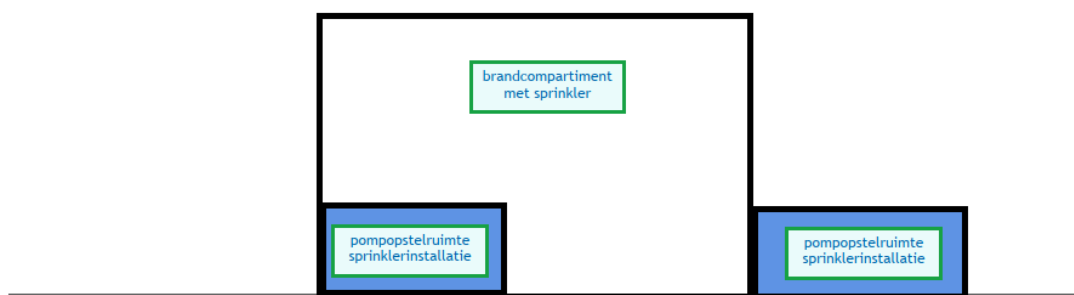 brandcompartiment
met sprinkler
pompopstelruimte
sprinklerinstallatie
pompopstelruimte
sprinklerinstallatie